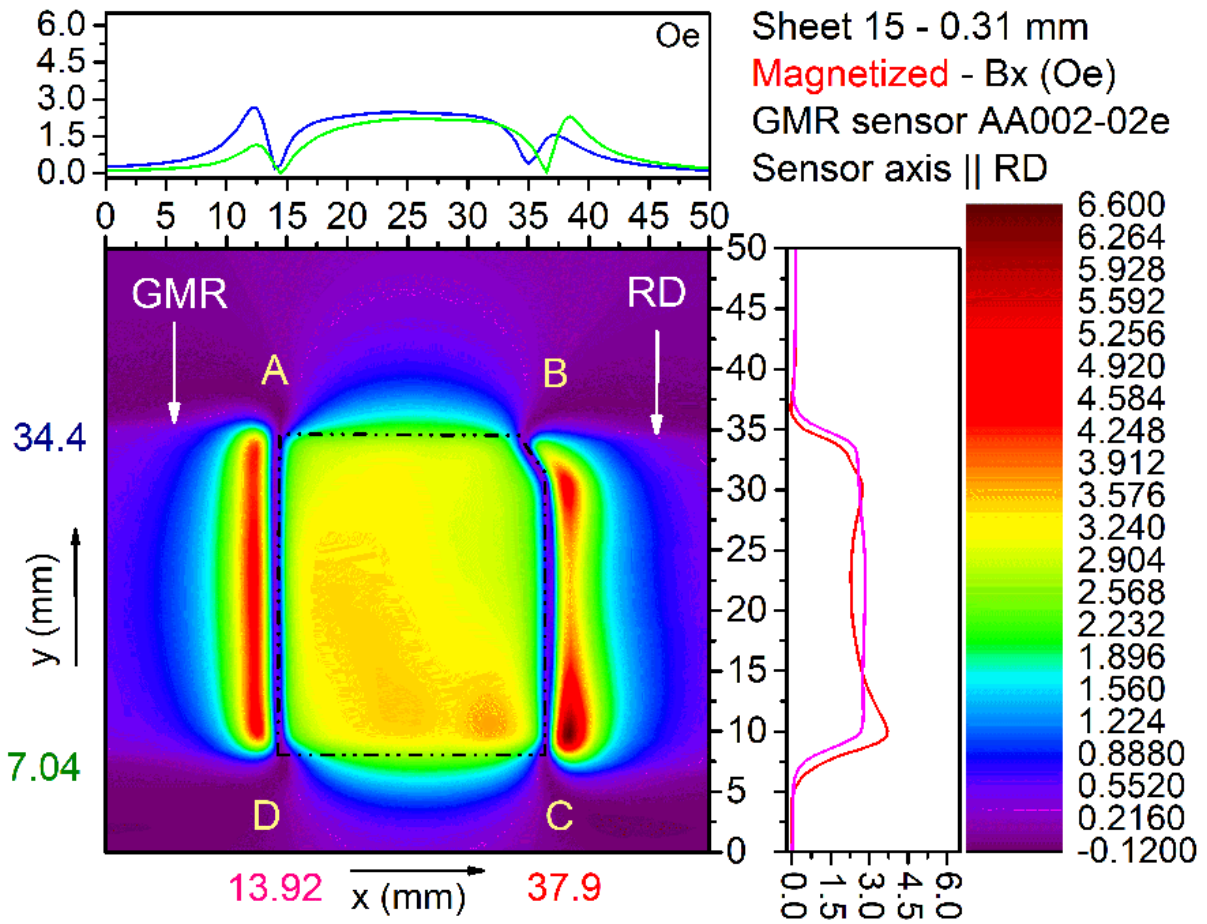 6.0
4.5
3.0
1.5
0.0
Oe
0 5 10 15 20 25 30 35 40 45 50
Sheet 15 - 0.31 mm
Magnetized - Bx (Oe)
GMR sensor AA002-02e
Sensor axis || RD
GMR
RD
A
B
D
C
34.4
7.04
y (mm)
13.92
x (mm)
37.9
50
45
40
35
30
25
20
15
10
5
0
0.0 1.5 3.0 4.5 6.0
6.600
6.264
5.928
5.592
5.256
4.920
4.584
4.248
3.912
3.576
3.240
2.904
2.568
2.232
1.896
1.560
1.224
0.8880
0.5520
0.2160
-0.1200